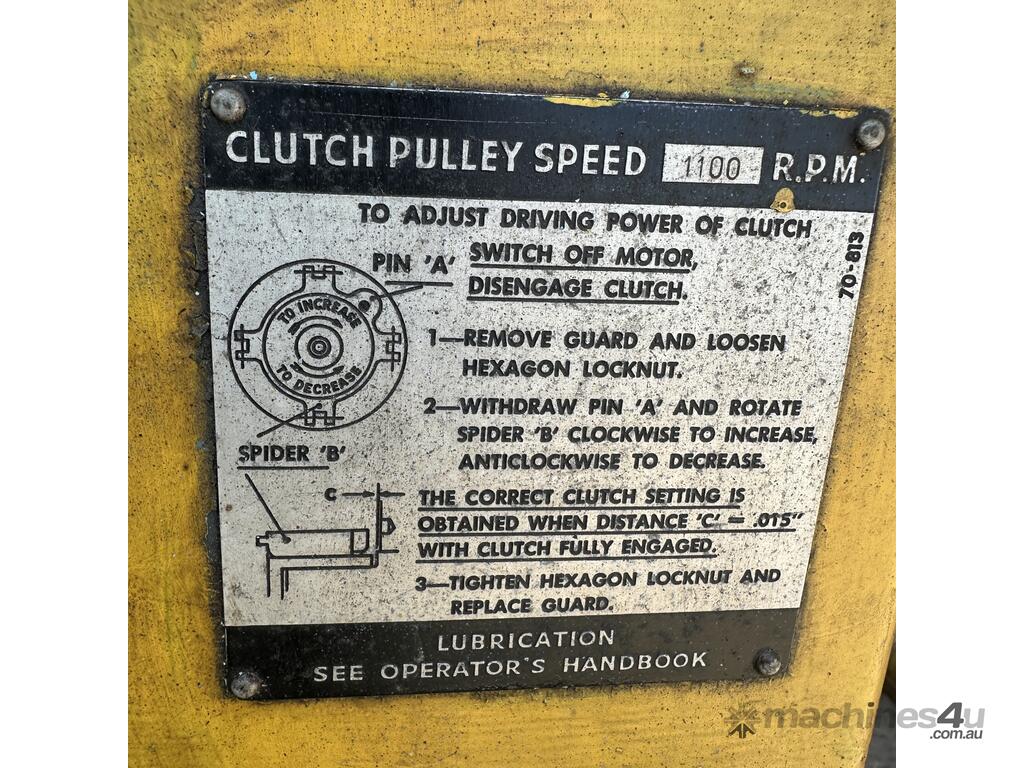 CLUTCH PULLEY SPEED 1100 R.P.M.
TO ADJUST DRIVING POWER OF CLUTCH
PIN 'A' SWITCH OFF MOTOR,
DISENGAGE CLUTCH.
70-813
TO INCREASE
TO DECREASE
1—REMOVE GUARD AND LOOSEN
HEXAGON LOCKNUT.
2—WITHDRAW PIN 'A' AND ROTATE
SPIDER 'B' CLOCKWISE TO INCREASE,
ANTICLOCKWISE TO DECREASE.
SPIDER 'B'
C
THE CORRECT CLUTCH SETTING IS
OBTAINED WHEN DISTANCE 'C' = .015"
WITH CLUTCH FULLY ENGAGED.
3—TIGHTEN HEXAGON LOCKNUT AND
REPLACE GUARD.
LUBRICATION
SEE OPERATOR'S HANDBOOK
machines4u
.com.au